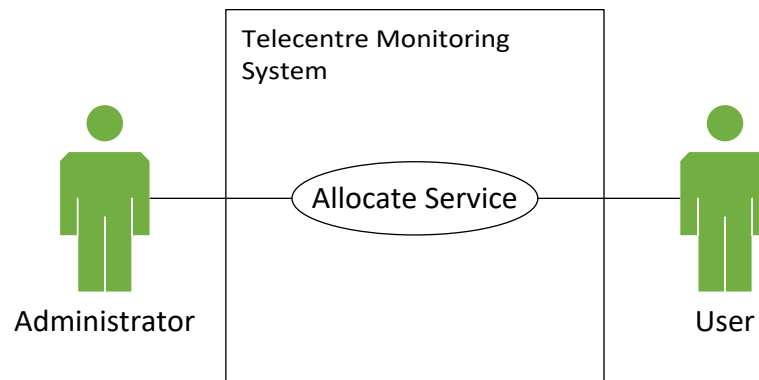 Telecentre Monitoring
System
Allocate Service
Administrator
User